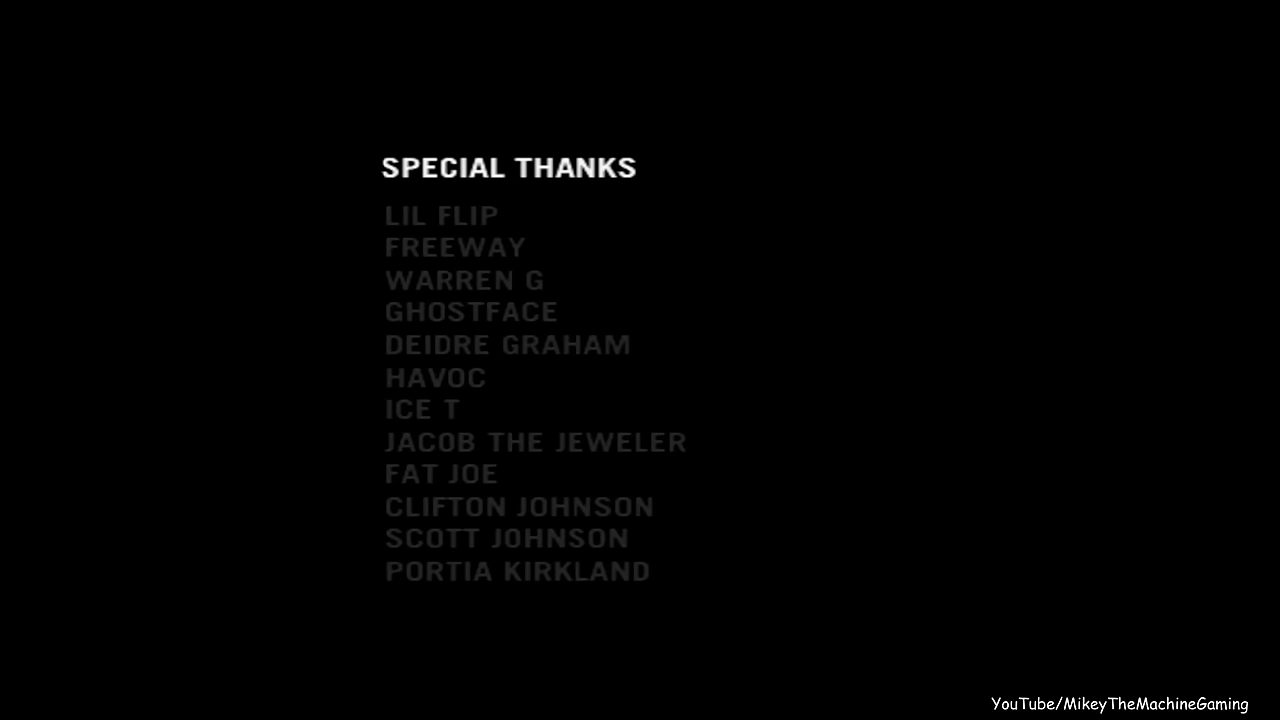 SPECIAL THANKS
LIL FLIP
FREEWAY
WARREN G
GHOSTFACE
DEIDRE GRAHAM
HAVOC
ICE T
JACOB THE JEWELER
FAT JOE
CLIFTON JOHNSON
SCOTT JOHNSON
PORTIA KIRKLAND
YouTube/MikeyTheMachineGaming